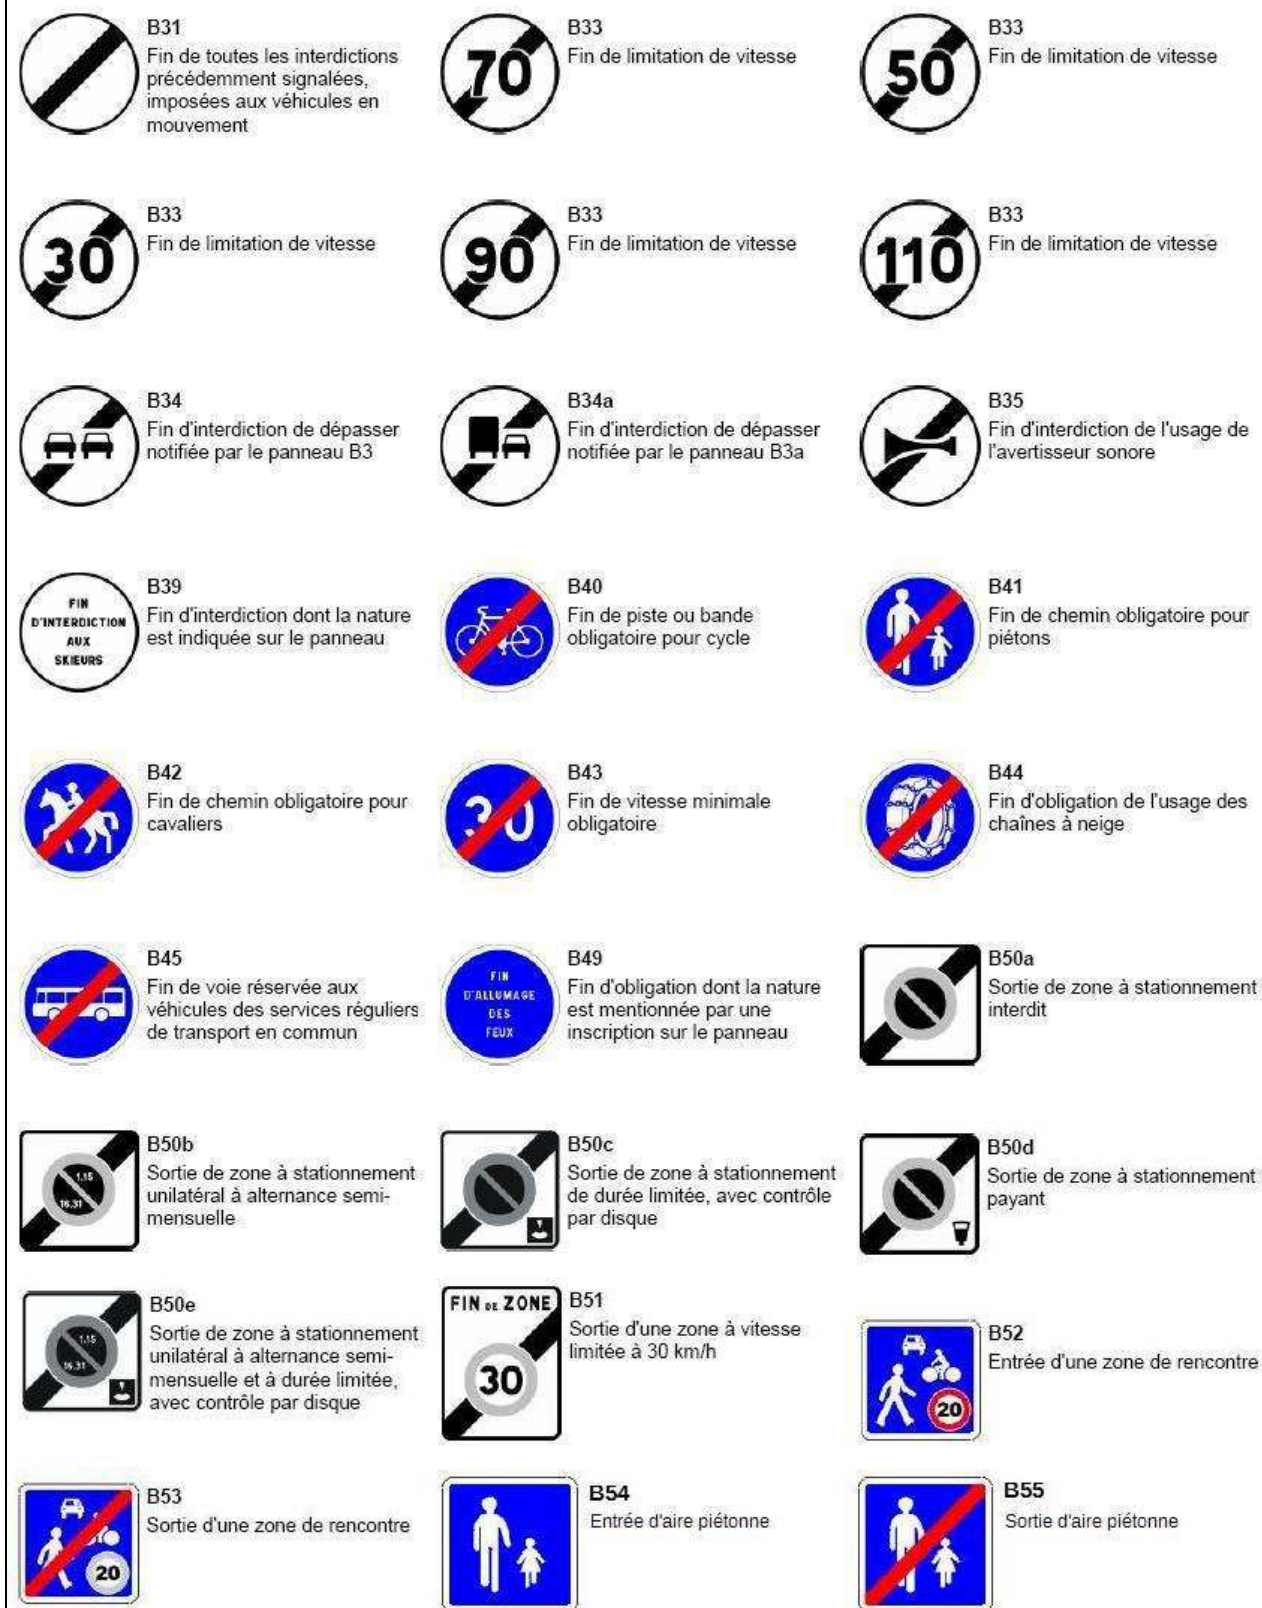 B31
Fin de toutes les interdictions
précédemment signalées,
imposées aux véhicules en
mouvement
70
B33
Fin de limitation de vitesse
50
B33
Fin de limitation de vitesse
30
B33
Fin de limitation de vitesse
90
B33
Fin de limitation de vitesse
110
B33
Fin de limitation de vitesse
B34
Fin d'interdiction de dépasser
notifiée par le panneau B3
B34a
Fin d'interdiction de dépasser
notifiée par le panneau B3a
B35
Fin d'interdiction de l'usage de
l'avertisseur sonore
FIN
D'INTERDICTION
AUX
SKIEURS
B39
Fin d'interdiction dont la nature
est indiquée sur le panneau
B40
Fin de piste ou bande
obligatoire pour cycle
B41
Fin de chemin obligatoire pour
piétons
B42
Fin de chemin obligatoire pour
cavaliers
30
B43
Fin de vitesse minimale
obligatoire
B44
Fin d'obligation de l'usage des
chaînes à neige
B45
Fin de voie réservée aux
véhicules des services réguliers
de transport en commun
FIN
D'ALLUMAGE
DES
FEUX
B49
Fin d'obligation dont la nature
est mentionnée par une
inscription sur le panneau
B50a
Sortie de zone à stationnement
interdit
1.15
16.31
B50b
Sortie de zone à stationnement
unilatéral à alternance semi-
mensuelle
B50c
Sortie de zone à stationnement
de durée limitée, avec contrôle
par disque
B50d
Sortie de zone à stationnement
payant
1.15
16.31
B50e
Sortie de zone à stationnement
unilatéral à alternance semi-
mensuelle et à durée limitée,
avec contrôle par disque
FIN DE ZONE
30
B51
Sortie d'une zone à vitesse
limitée à 30 km/h
20
B52
Entrée d'une zone de rencontre
20
B53
Sortie d'une zone de rencontre
B54
Entrée d'aire piétonne
B55
Sortie d'aire piétonne